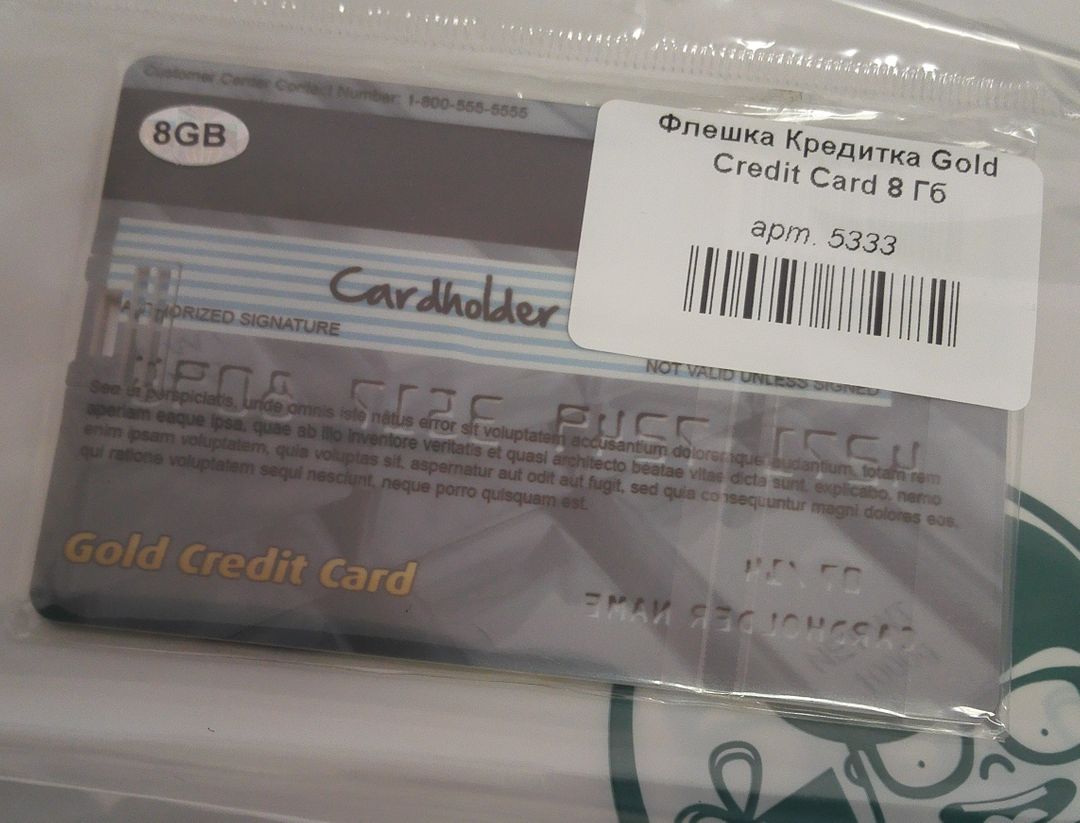 Customer Center Contact Number: 1-800-555-5555
8GB
Флешка Кредитка Gold
Credit Card 8 Гб
арт. 5333
Cardholder
AUTHORIZED SIGNATURE
NOT VALID UNLESS SIGNED
Sed ut perspiciatis, unde omnis iste natus error sit voluptatem accusantium doloremque laudantium, totam rem
aperiam eaque ipsa, quae ab illo inventore veritatis et quasi architecto beatae vitae dicta sunt, explicabo. nemo
enim ipsam voluptatem, quia voluptas sit, aspernatur aut odit aut fugit, sed quia consequuntur magni dolores eos,
qui ratione voluptatem sequi nesciunt, neque porro quisquam est.
Gold Credit Card
CARDHOLDER NAME